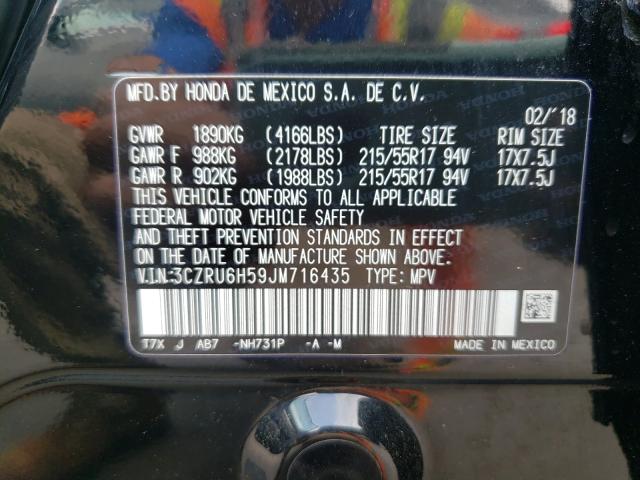 MFD.BY HONDA DE MEXICO S.A. DE C.V.
02/'18
GVWR 1890KG (4166LBS) TIRE SIZE RIM SIZE
GAWR F 988KG (2178LBS) 215/55R17 94V 17X7.5J
GAWR R 902KG (1988LBS) 215/55R17 94V 17X7.5J
THIS VEHICLE CONFORMS TO ALL APPLICABLE
FEDERAL MOTOR VEHICLE SAFETY
AND THEFT PREVENTION STANDARDS IN EFFECT
ON THE DATE OF MANUFACTURE SHOWN ABOVE.
V.I.N:3CZRU6H59JM716435 TYPE: MPV
T7X J AB7 -NH731P -A -M MADE IN MEXICO